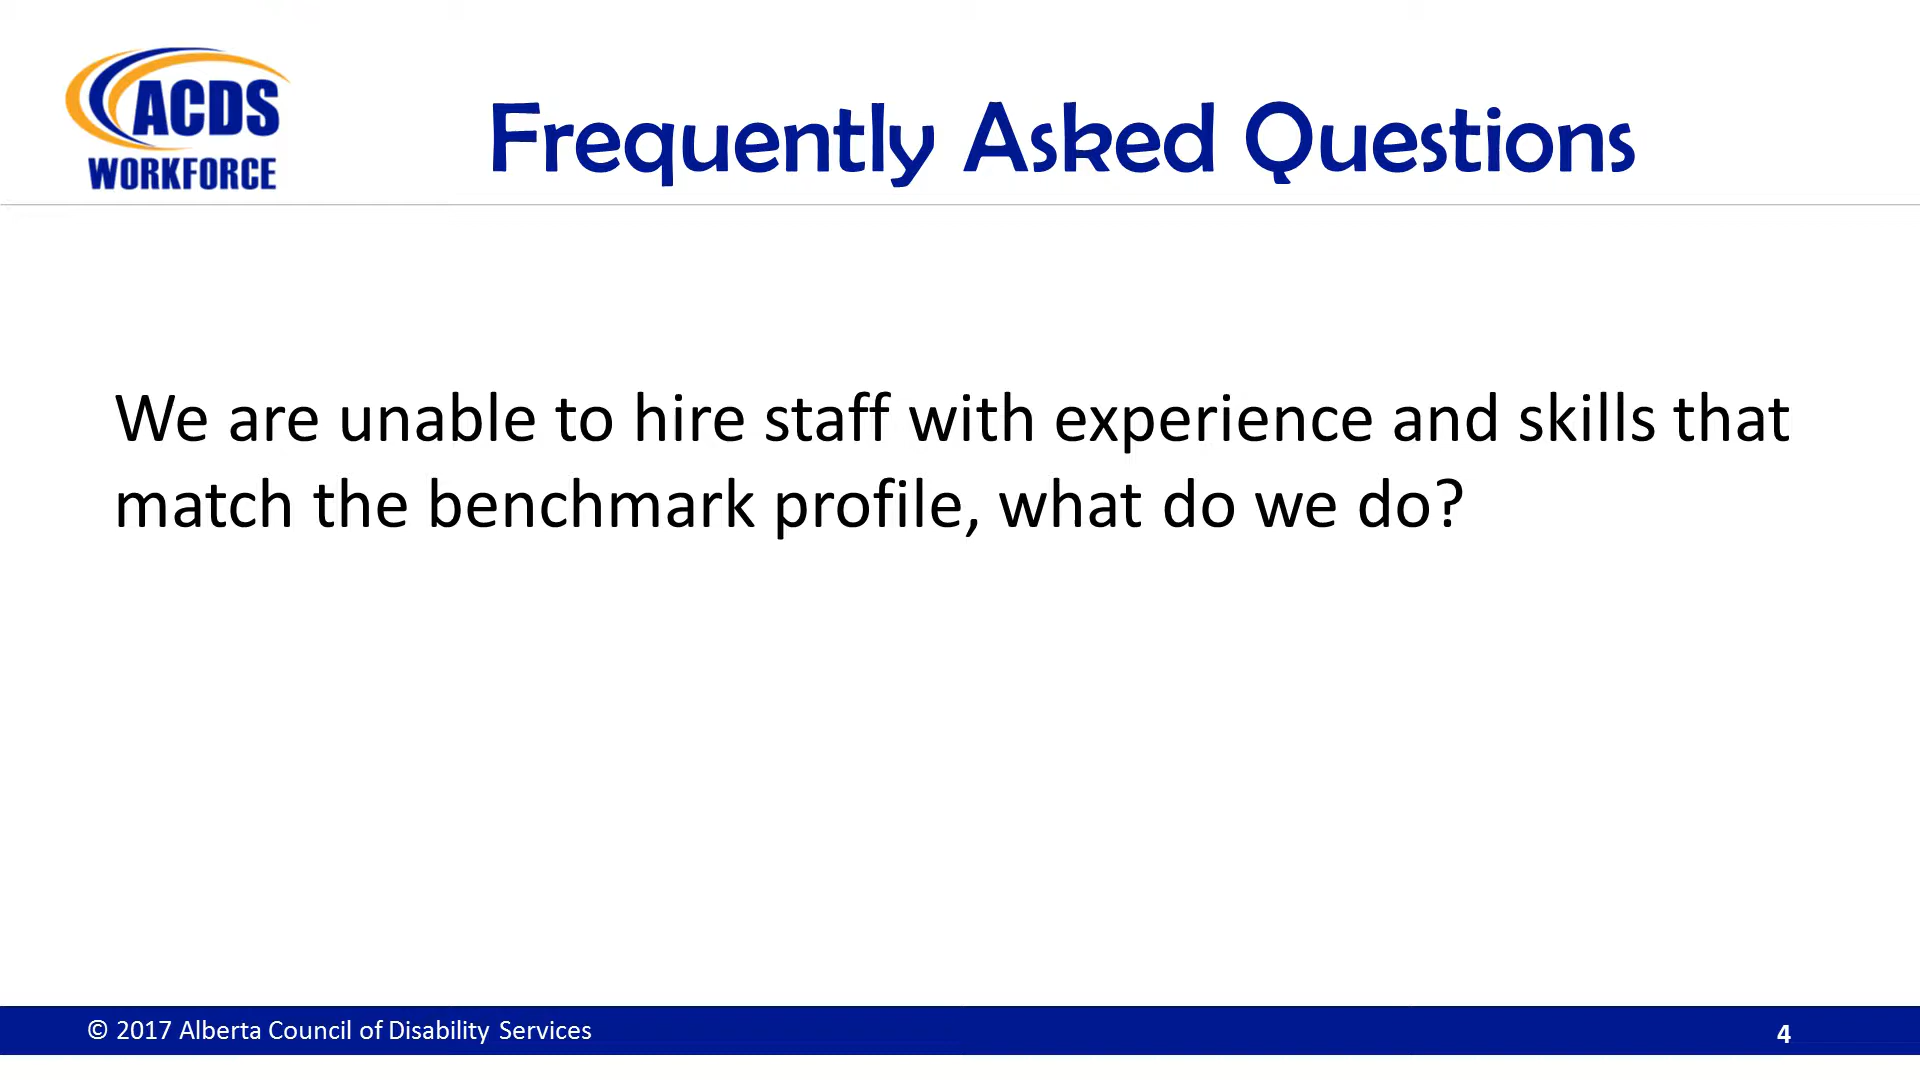 ACDS
WORKFORCE
Frequently Asked Questions
We are unable to hire staff with experience and skills that
match the benchmark profile, what do we do?
© 2017 Alberta Council of Disability Services
4